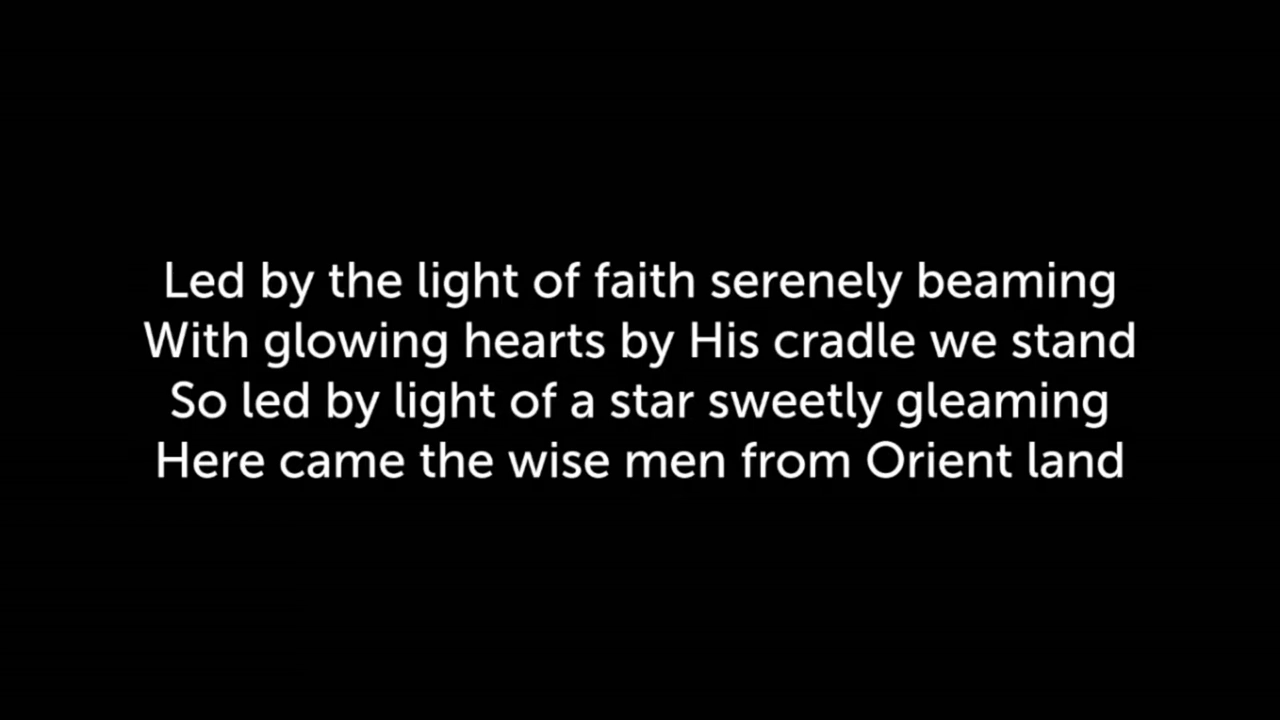 Led by the light of faith serenely beaming
With glowing hearts by His cradle we stand
So led by light of a star sweetly gleaming
Here came the wise men from Orient land